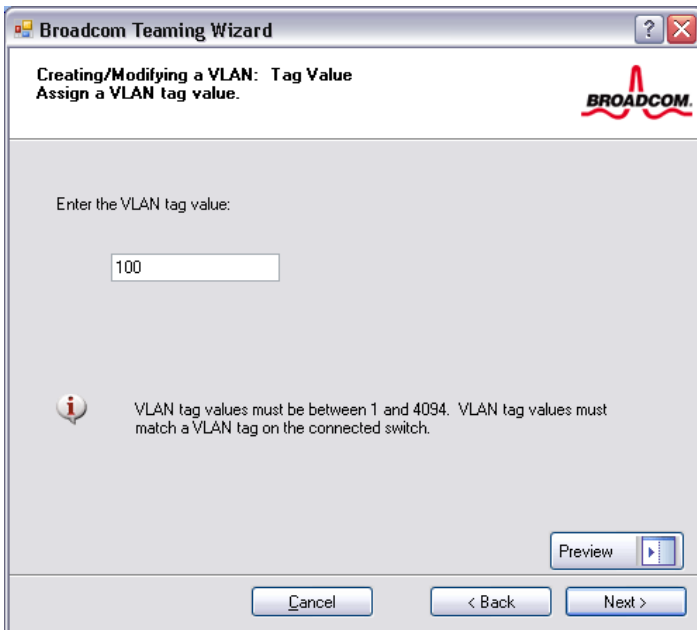 Broadcom Teaming Wizard
?
Creating/Modifying a VLAN: Tag Value
Assign a VLAN tag value.
BROADCOM.
Enter the VLAN tag value:
100
VLAN tag values must be between 1 and 4094. VLAN tag values must
match a VLAN tag on the connected switch.
Preview
Cancel
< Back
Next >